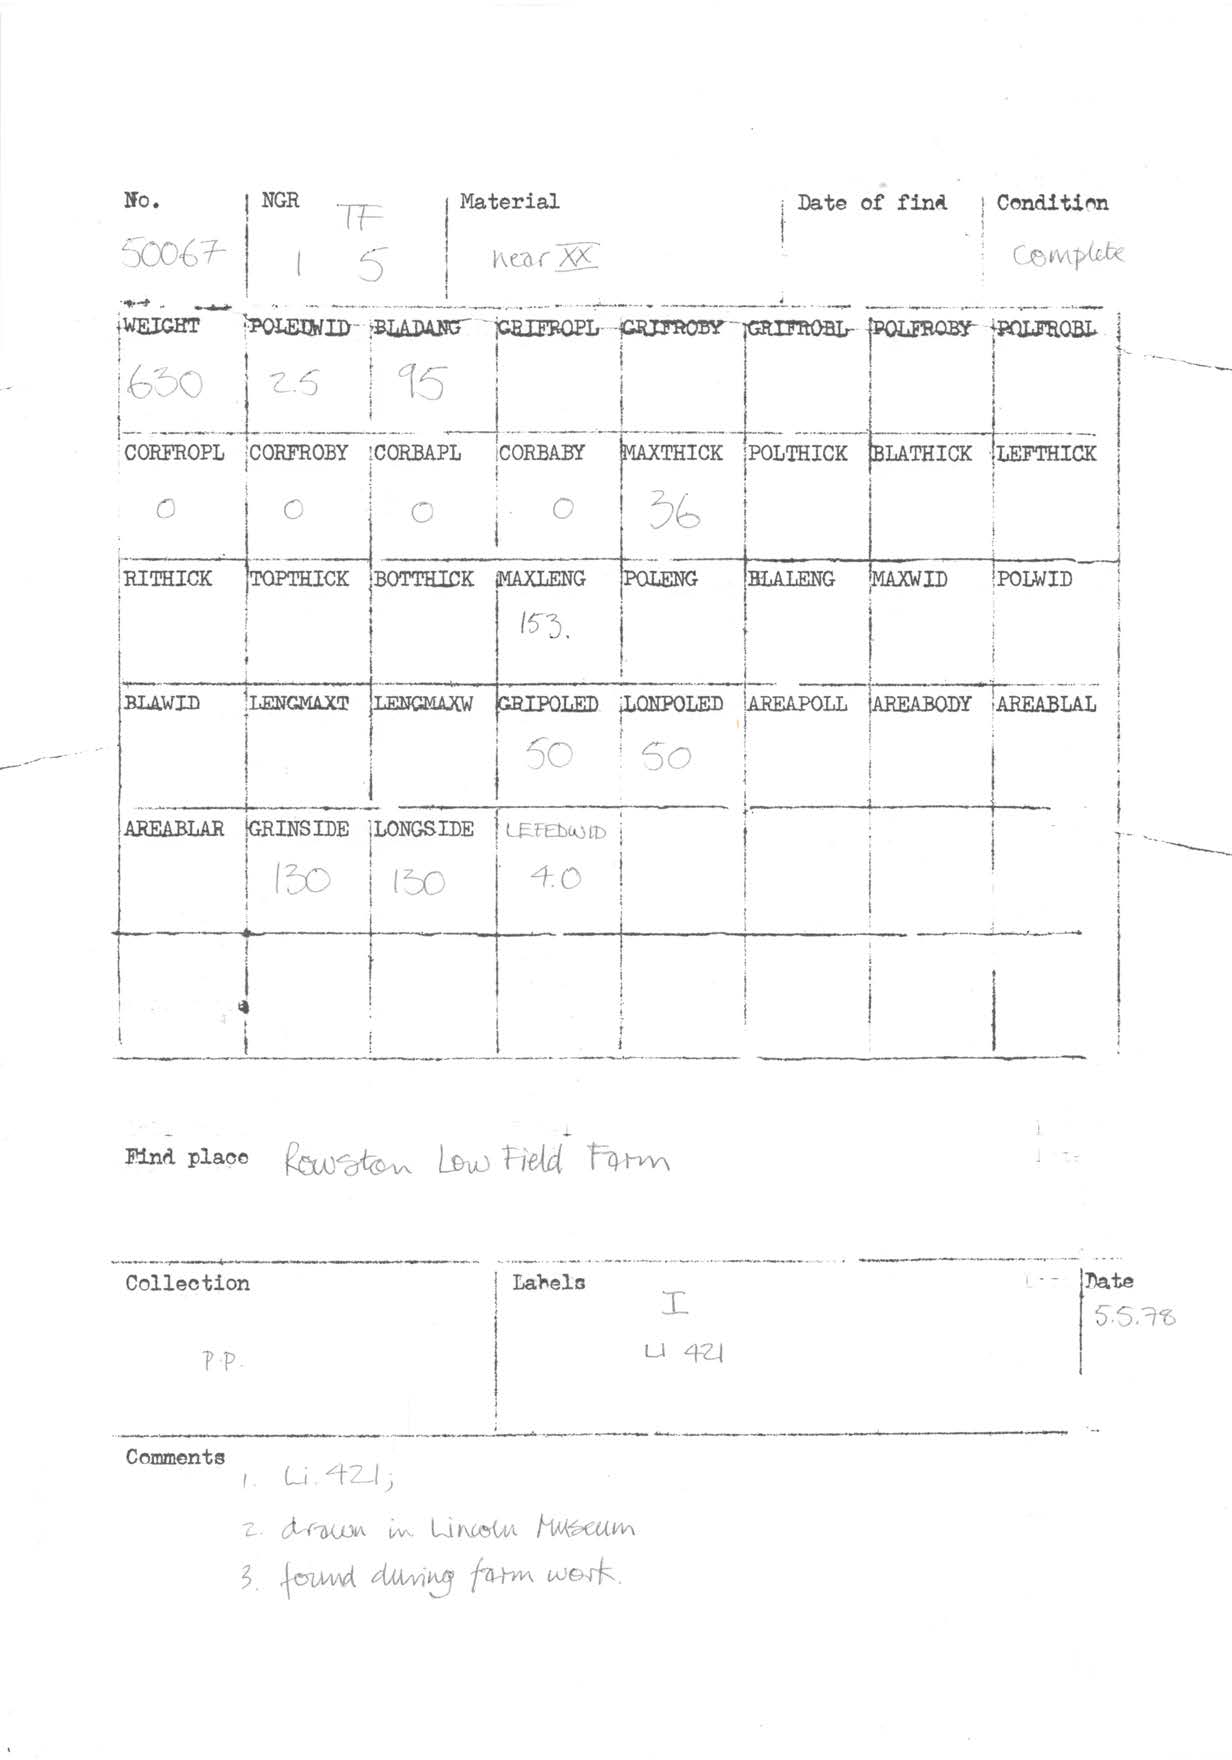 No. NGR TF Material Date of find Condition
50067 1 5 near XX Complete
WEIGHT POLEDWID BLADANG GRIFROPL GRIFROBY GRIFROBL POLFROBY POLFROBL
630 25 95
CORFROPL CORFROBY CORBAPL CORBABY MAXTHICK POLTHICK BLATHICK LEFTHICK
0 0 0 0 36
RITHICK TOPTHICK BOTTHICK MAXLENG POLENG BLALENG MAXWID POLWID
153.
BLAWID LENGMAXT LENGMAXW GRIPOLED LONPOLED AREAPOLL AREABODY AREABLAL
50 50
AREABLAR GRINSIDE LONGSIDE LEFEDWID
130 130 4.0
Find place Rowston Low Field Farm
Collection Labels Date
I 5.5.78
P.P. LI 421
Comments
1. Li.421;
2. drawn in Lincoln Museum
3. found during farm work.